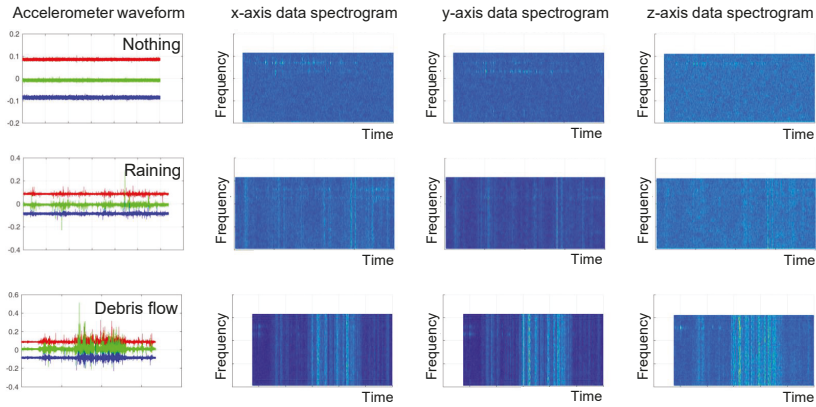 Accelerometer waveform x-axis data spectrogram y-axis data spectrogram z-axis data spectrogram
Nothing
0.2
0.1
0
-0.1
-0.2
Frequency
Time
Frequency
Time
Frequency
Time
Raining
0.4
0.2
0
-0.2
-0.4
Frequency
Time
Frequency
Time
Frequency
Time
Debris flow
0.6
0.4
0.2
0
-0.2
-0.4
Frequency
Time
Frequency
Time
Frequency
Time